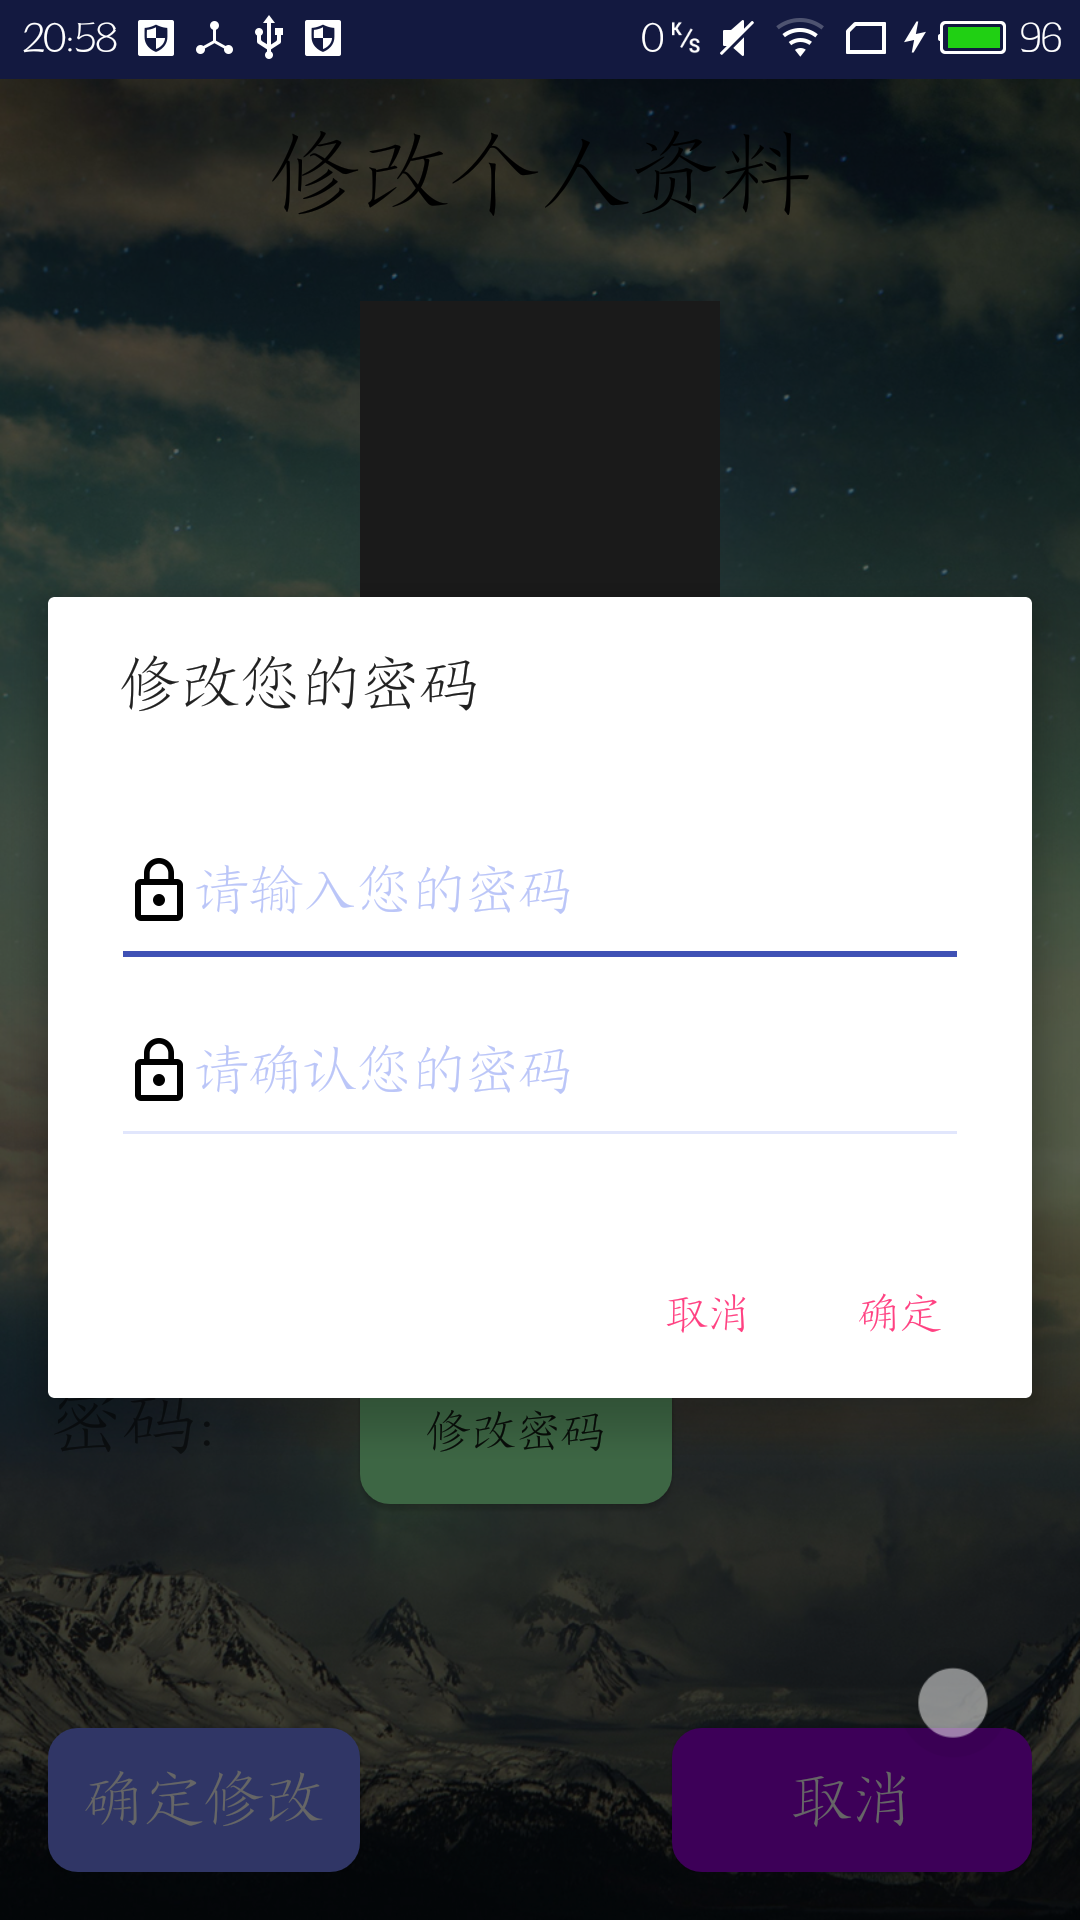 20:58 0 K/S 96
修改个人资料
修改您的密码
请输入您的密码
请确认您的密码
取消 确定
密码: 修改密码
确定修改 取消